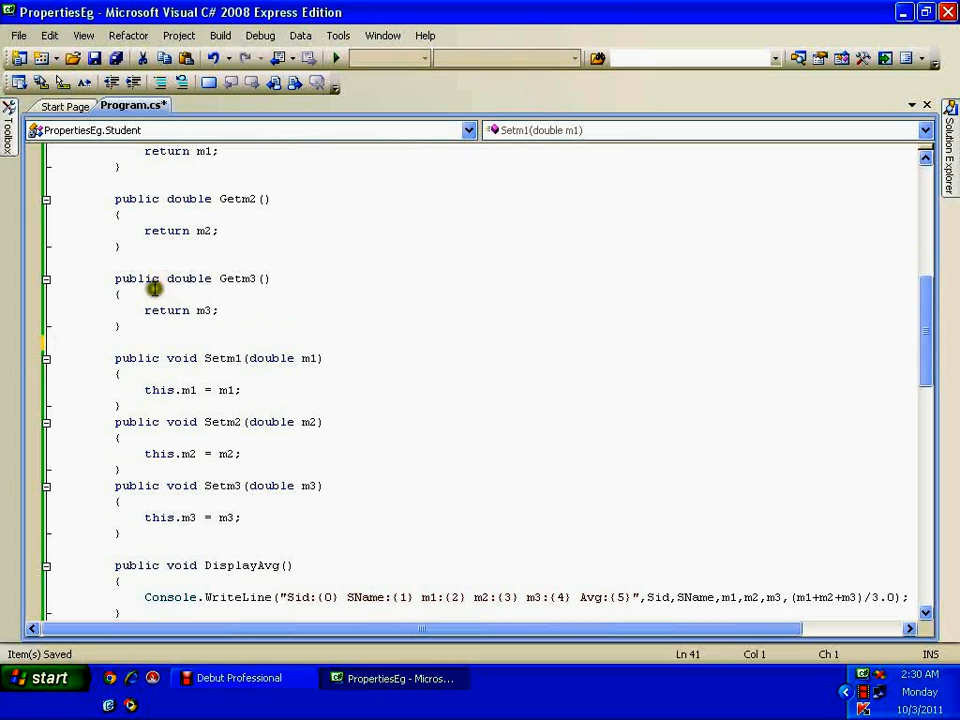 PropertiesEg - Microsoft Visual C# 2008 Express Edition
File Edit View Refactor Project Build Debug Data Tools Window Help
Start Page Program.cs*
PropertiesEg.Student Setm1(double m1)
Toolbox
Solution Explorer
return m1;
}
public double Getm2()
{
return m2;
}
public double Getm3()
{
return m3;
}
public void Setm1(double m1)
{
this.m1 = m1;
}
public void Setm2(double m2)
{
this.m2 = m2;
}
public void Setm3(double m3)
{
this.m3 = m3;
}
public void DisplayAvg()
{
Console.WriteLine("Sid:{0} SName:{1} m1:{2} m2:{3} m3:{4} Avg:{5}",Sid,SName,m1,m2,m3,(m1+m2+m3)/3.0);
}
Item(s) Saved Ln 41 Col 1 Ch 1 INS
start Debut Professional PropertiesEg - Micros... 2:30 AM
Monday
10/3/2011